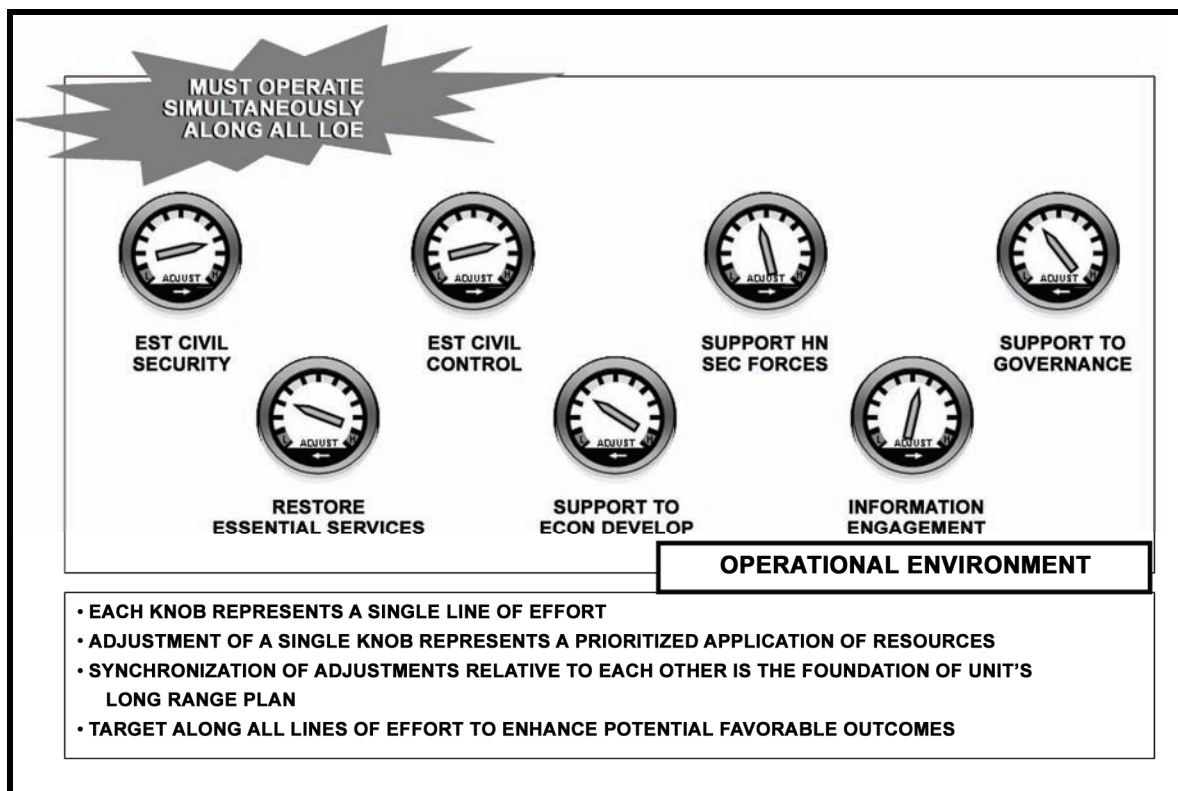 MUST OPERATE
SIMULTANEOUSLY
ALONG ALL LOE
L ADJUST H
L ADJUST H
L ADJUST H
L ADJUST H
EST CIVIL
SECURITY
EST CIVIL
CONTROL
SUPPORT HN
SEC FORCES
SUPPORT TO
GOVERNANCE
L ADJUST H
L ADJUST H
L ADJUST H
RESTORE
ESSENTIAL SERVICES
SUPPORT TO
ECON DEVELOP
INFORMATION
ENGAGEMENT
OPERATIONAL ENVIRONMENT
• EACH KNOB REPRESENTS A SINGLE LINE OF EFFORT
• ADJUSTMENT OF A SINGLE KNOB REPRESENTS A PRIORITIZED APPLICATION OF RESOURCES
• SYNCHRONIZATION OF ADJUSTMENTS RELATIVE TO EACH OTHER IS THE FOUNDATION OF UNIT'S
LONG RANGE PLAN
• TARGET ALONG ALL LINES OF EFFORT TO ENHANCE POTENTIAL FAVORABLE OUTCOMES